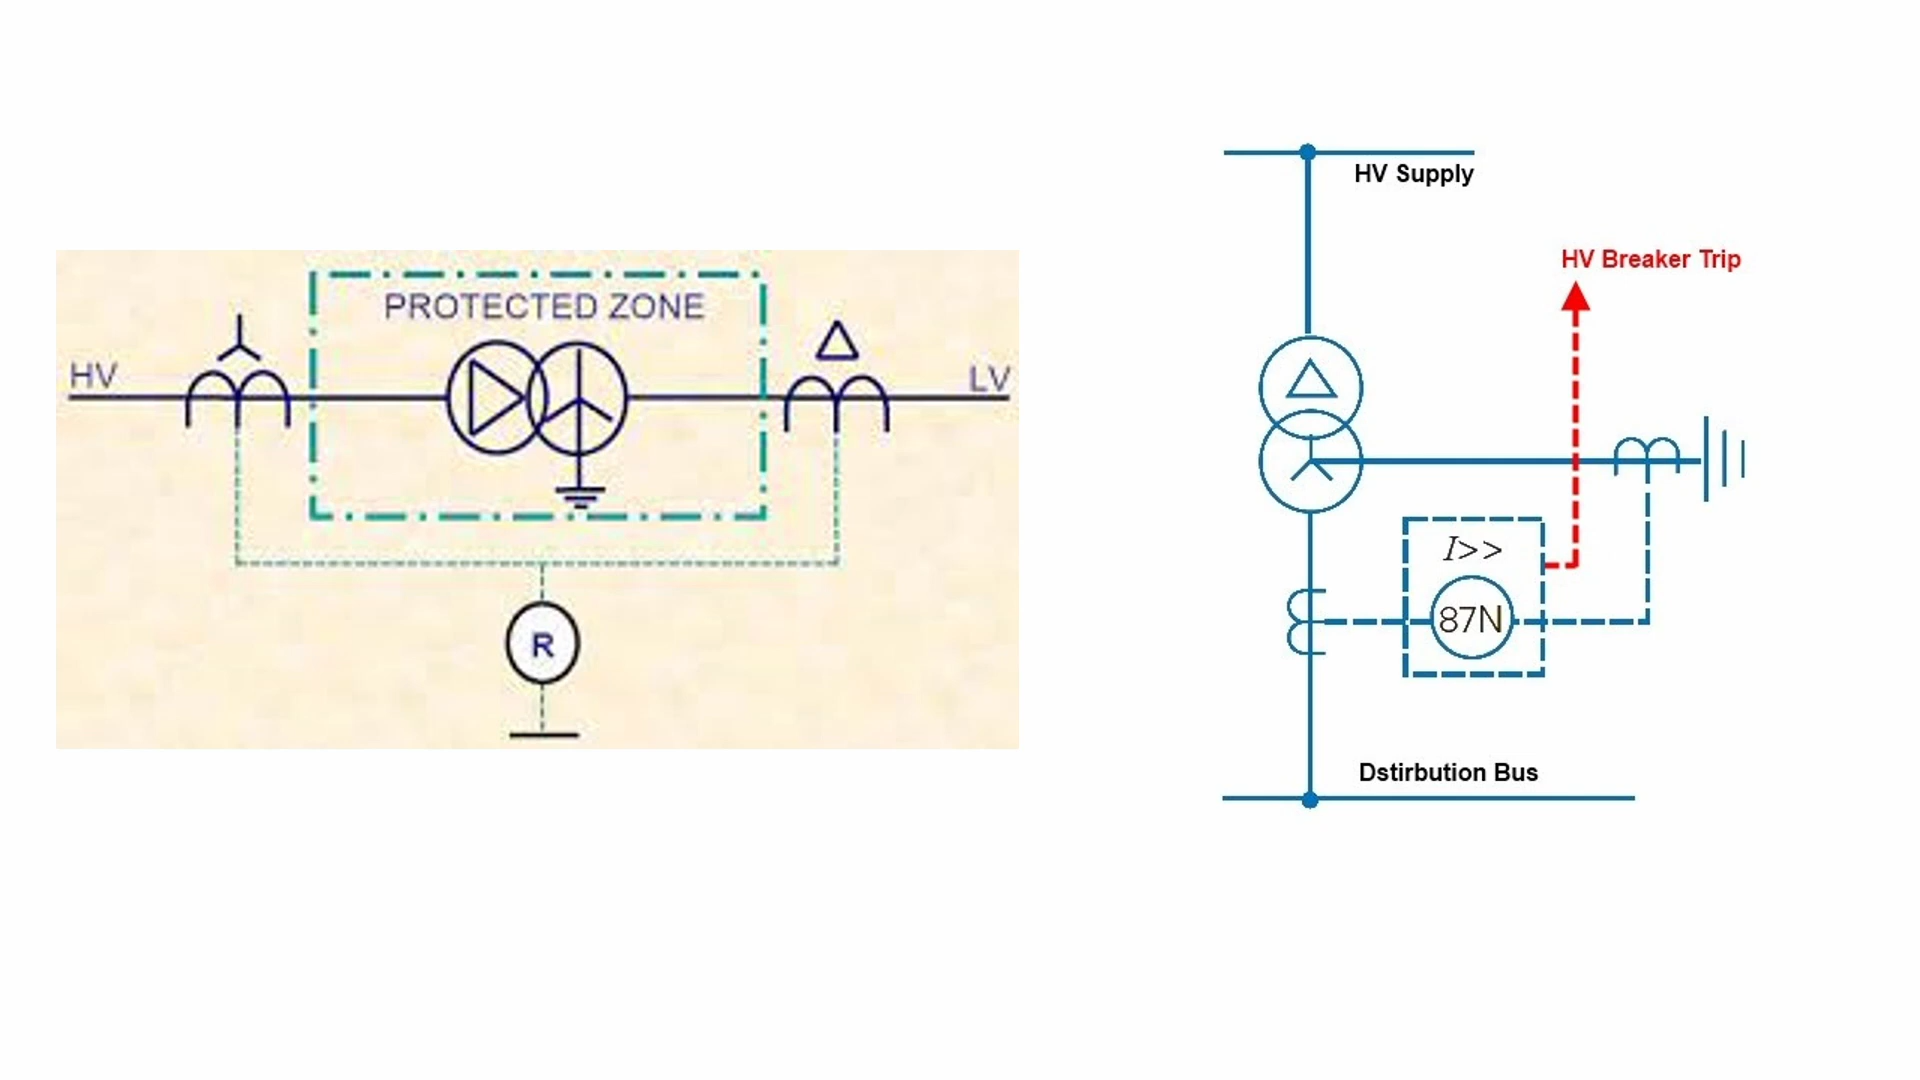 PROTECTED ZONE
HV
LV
R
HV Supply
HV Breaker Trip
I>>
87N
Dstirbution Bus